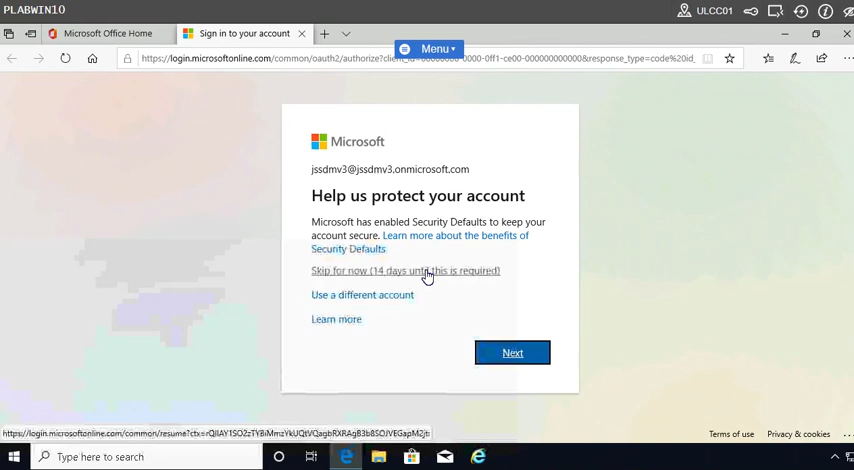 PLABWIN10
ULCC01
Microsoft Office Home
Sign in to your account
Menu
https://login.microsoftonline.com/common/oauth2/authorize?client_id=00000000-0000-0ff1-ce00-000000000000&response_type=code%20id_
Microsoft
jssdmv3@jssdmv3.onmicrosoft.com
Help us protect your account
Microsoft has enabled Security Defaults to keep your
account secure. Learn more about the benefits of
Security Defaults
Skip for now (14 days until this is required)
Use a different account
Learn more
Next
Terms of use
Privacy & cookies
Type here to search